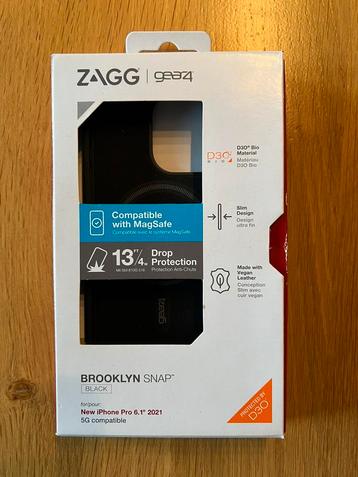 ZAGG | gear4
D3O® Bio
Material
Matériau
D3O Bio
D3O
BIO
Compatible
with MagSafe
Compatible avec le système MagSafe
Slim
Design
Design
ultra fin
13FT/4m Drop
Protection
Protection Anti-Chute
Made with
Vegan
Leather
Conception
Slim avec
cuir vegan
gear4
BROOKLYN SNAP™
BLACK
for/pour:
New iPhone Pro 6.1" 2021
5G compatible
PROTECTED BY
D3O®